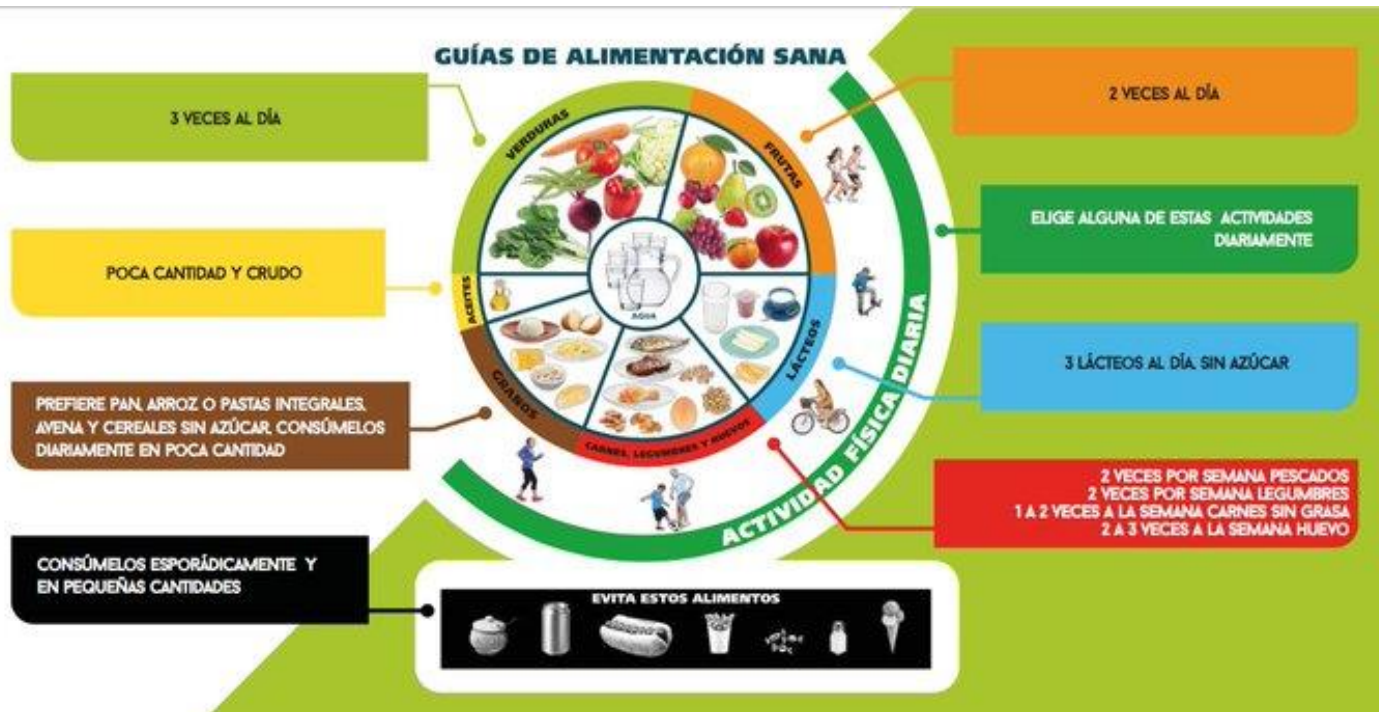 GUÍAS DE ALIMENTACIÓN SANA
3 VECES AL DÍA
2 VECES AL DÍA
VERDURAS
FRUTAS
ELIGE ALGUNA DE ESTAS ACTIVIDADES
DIARIAMENTE
POCA CANTIDAD Y CRUDO
ACEITES
AGUA
LÁCTEOS
3 LÁCTEOS AL DÍA, SIN AZÚCAR
GRANOS
CARNES, LEGUMBRES Y HUEVOS
ACTIVIDAD FÍSICA DIARIA
PREFIERE PAN, ARROZ O PASTAS INTEGRALES,
AVENA Y CEREALES SIN AZÚCAR, CONSÚMELOS
DIARIAMENTE EN POCA CANTIDAD
2 VECES POR SEMANA PESCADOS
2 VECES POR SEMANA LEGUMBRES
1 A 2 VECES A LA SEMANA CARNES SIN GRASA
2 A 3 VECES A LA SEMANA HUEVO
CONSÚMELOS ESPORÁDICAMENTE Y
EN PEQUEÑAS CANTIDADES
EVITA ESTOS ALIMENTOS